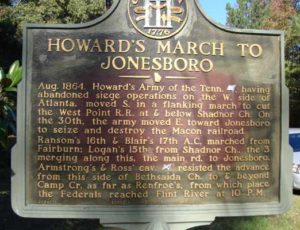 1776
HOWARD'S MARCH TO
JONESBORO
Aug. 1864. Howard's Army of the Tenn. having
abandoned siege operations on the W. side of
Atlanta, moved S. in a flanking march to cut
the West Point R.R. at & below Shadnor Ch. On
the 30th, the army moved E. toward Jonesboro
to seize and destroy the Macon railroad.
Ransom's 16th & Blair's 17th A.C. marched from
Fairburn; Logan's 15th from Shadnor Ch., the 3
merging along this, the main rd. to Jonesboro.
Armstrong's & Ross' cav. resisted the advance
from this side of Bethsaida Ch. to & beyond
Camp Cr. as far as Renfroe's, from which place
the Federals reached Flint River at 10 P.M.